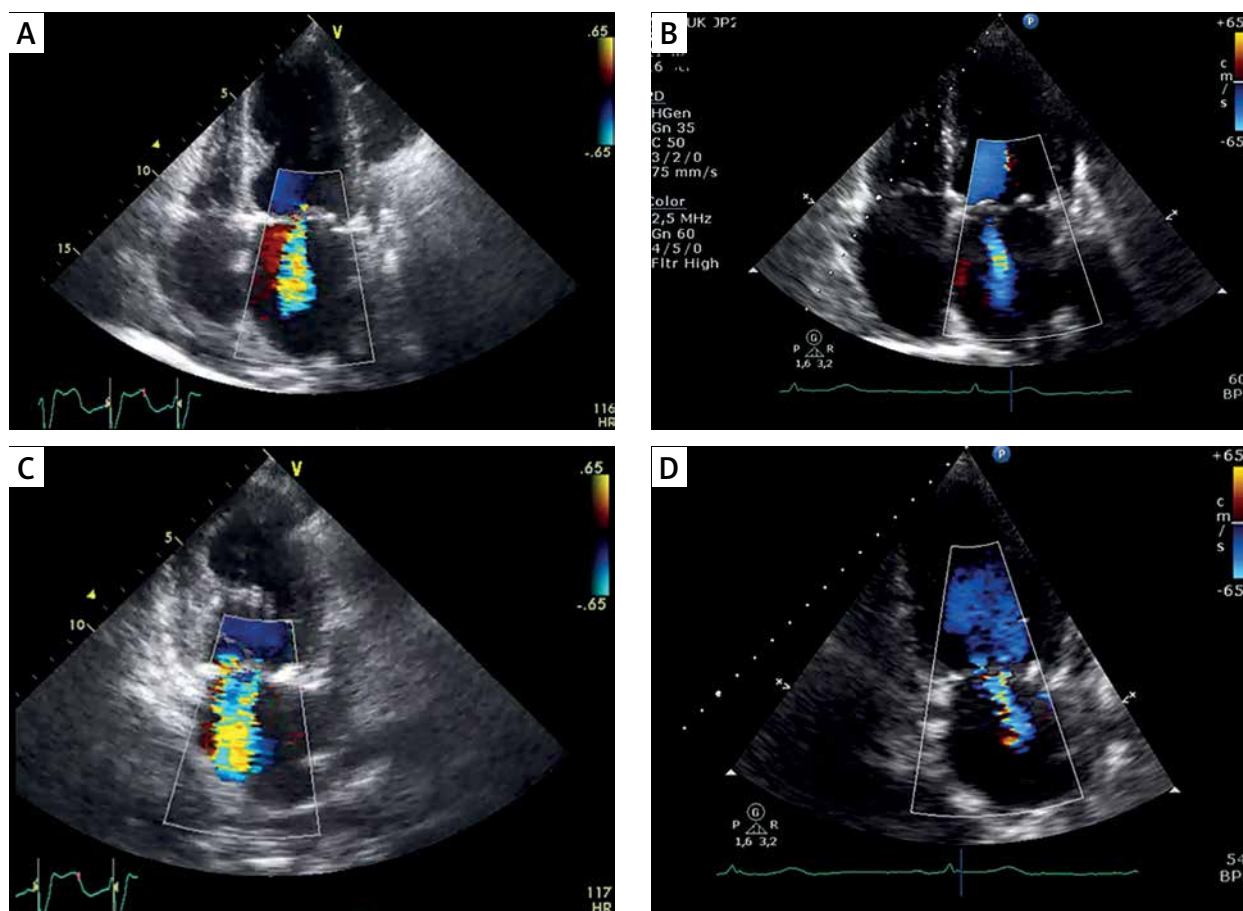 A
V
.65
-.65
5
10
15
116
HR
B
P
UK JP2
2D
HGen
Gn 35
C 50
3/2/0
75 mm/s
Color
2,5 MHz
Gn 60
4/5/0
Fltr High
+65
c
m
/
s
-65
G
P R
1,6 3,2
60
BP
C
V
.65
-.65
5
10
117
HR
D
P
+65
c
m
/
s
-65
G
P R
1,6 3,2
54
BP